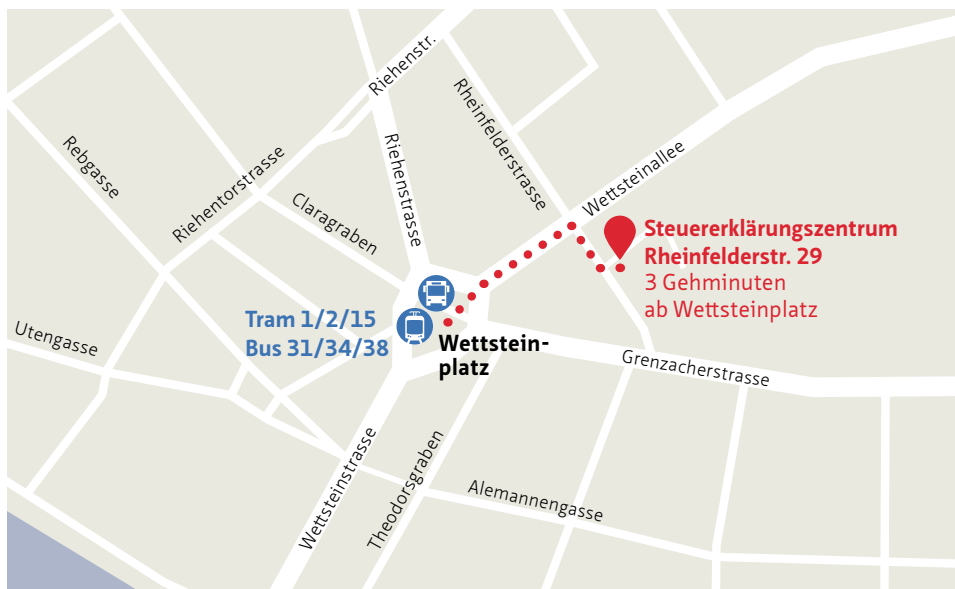 Riehenstr.
Rheinfelderstrasse
Rebgasse
Riehentorstrasse
Riehenstrasse
Wettsteinallee
Claragraben
Steuererklärungszentrum
Rheinfelderstr. 29
3 Gehminuten
ab Wettsteinplatz
Tram 1/2/15
Bus 31/34/38
Wettstein-
platz
Utengasse
Grenzacherstrasse
Wettsteinstrasse
Theodorsgraben
Alemannengasse